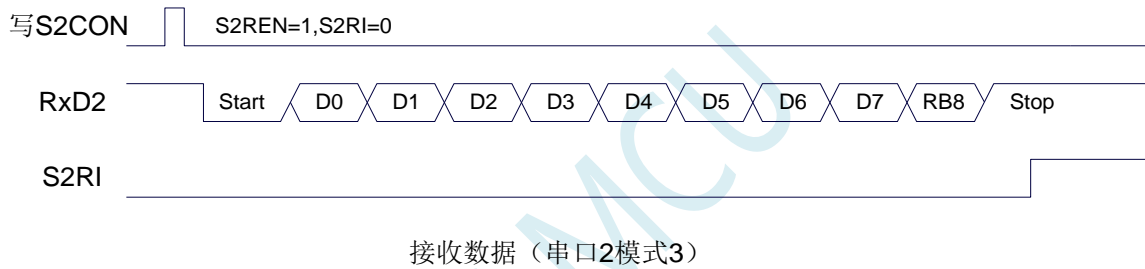 写S2CON S2REN=1,S2RI=0
RxD2 Start D0 D1 D2 D3 D4 D5 D6 D7 RB8 Stop
S2RI
接收数据（串口2模式3）
MCU